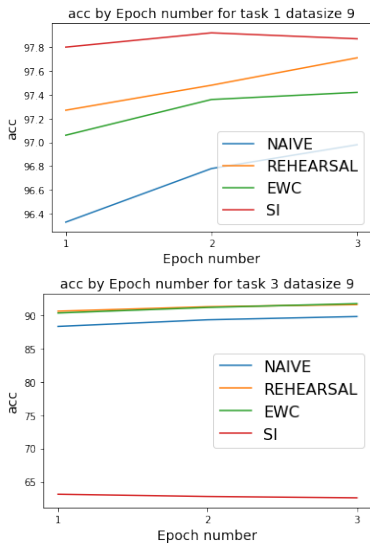 acc by Epoch number for task 1 datasize 9
97.8
97.6
97.4
97.2
97.0
96.8
96.6
96.4
acc
NAIVE
REHEARSAL
EWC
SI
1 2 3
Epoch number
acc by Epoch number for task 3 datasize 9
90
85
80
75
70
65
acc
NAIVE
REHEARSAL
EWC
SI
1 2 3
Epoch number